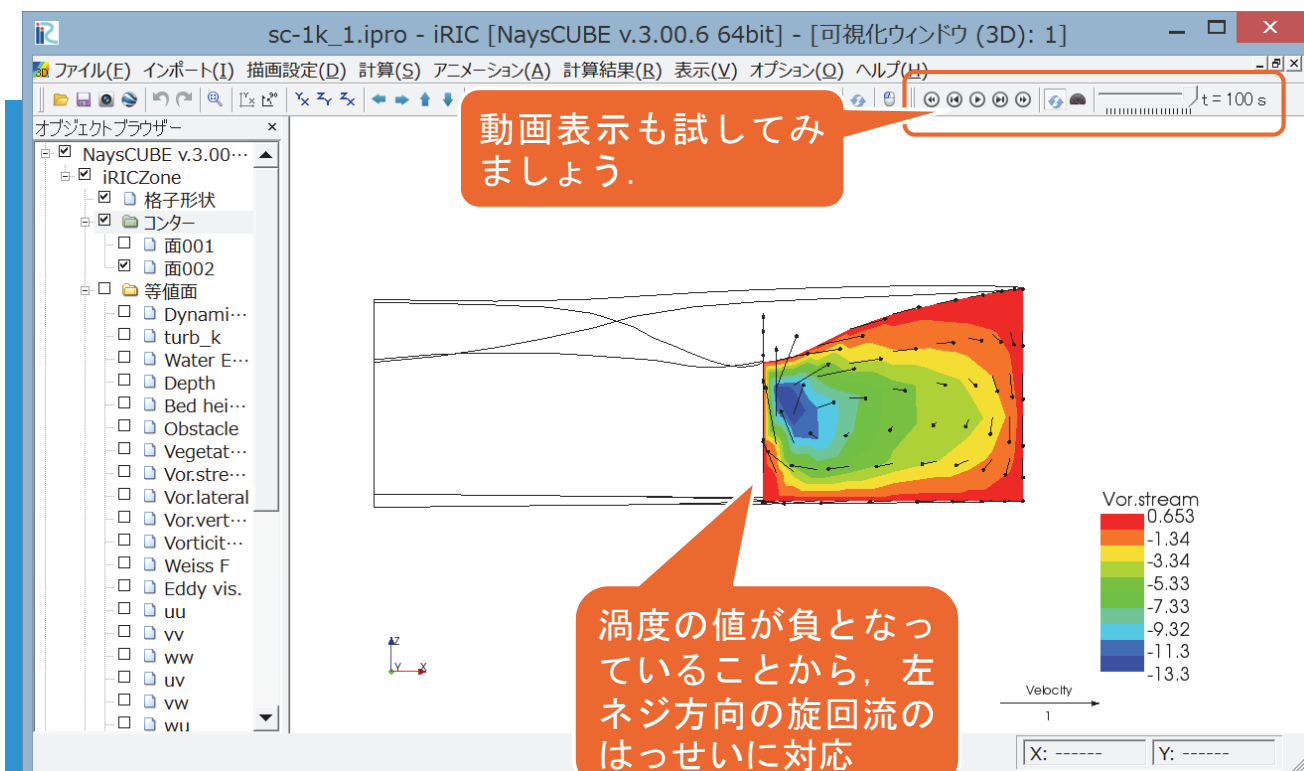 sc-1k_1.ipro - iRIC [NaysCUBE v.3.00.6 64bit] - [可視化ウィンドウ (3D): 1]
ファイル(F) インポート(I) 描画設定(D) 計算(S) アニメーション(A) 計算結果(R) 表示(V) オプション(O) ヘルプ(H)
t = 100 s
動画表示も試してみ
ましょう.
オブジェクトブラウザー
NaysCUBE v.3.00…
iRICZone
格子形状
コンター
面001
面002
等値面
Dynami…
turb_k
Water E…
Depth
Bed hei…
Obstacle
Vegetat…
Vor.stre…
Vor.lateral
Vor.vert…
Vorticit…
Weiss F
Eddy vis.
uu
vv
ww
uv
vw
wu
Z
Y X
Vor.stream
0.653
-1.34
-3.34
-5.33
-7.33
-9.32
-11.3
-13.3
渦度の値が負となっ
ていることから，左
ネジ方向の旋回流の
はっせいに対応
Velocity
1
X: ------
Y: ------